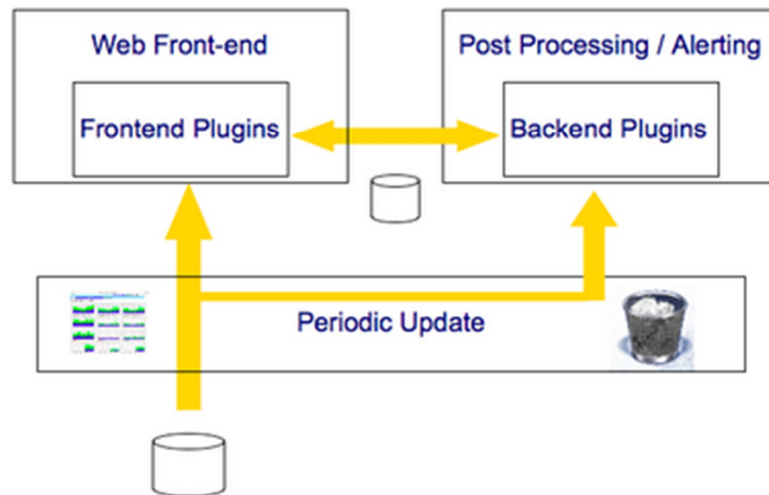 Web Front-end
Post Processing / Alerting
Frontend Plugins
Backend Plugins
Periodic Update